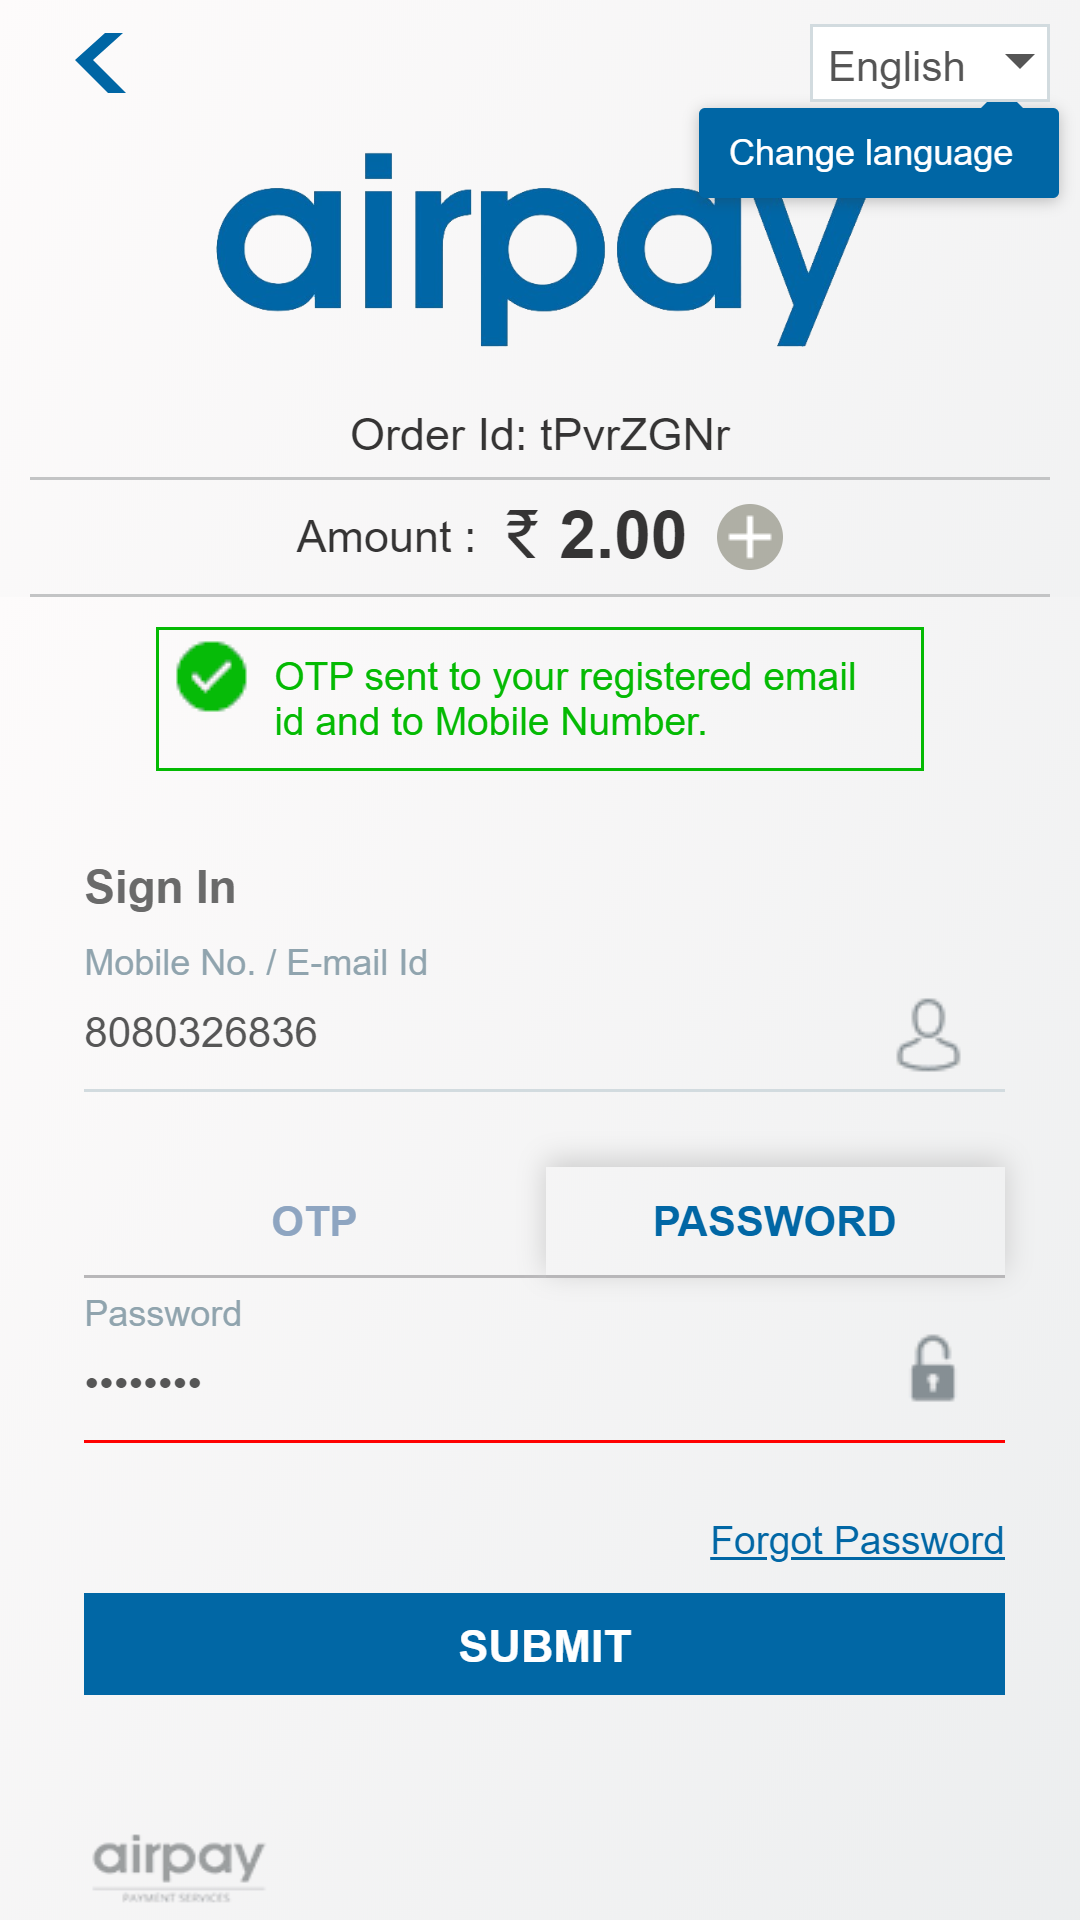 English
Change language
airpay
Order Id: tPvrZGNr
Amount : ₹ 2.00
OTP sent to your registered email
id and to Mobile Number.
Sign In
Mobile No. / E-mail Id
8080326836
OTP PASSWORD
Password
••••••••
Forgot Password
SUBMIT
airpay
PAYMENT SERVICES